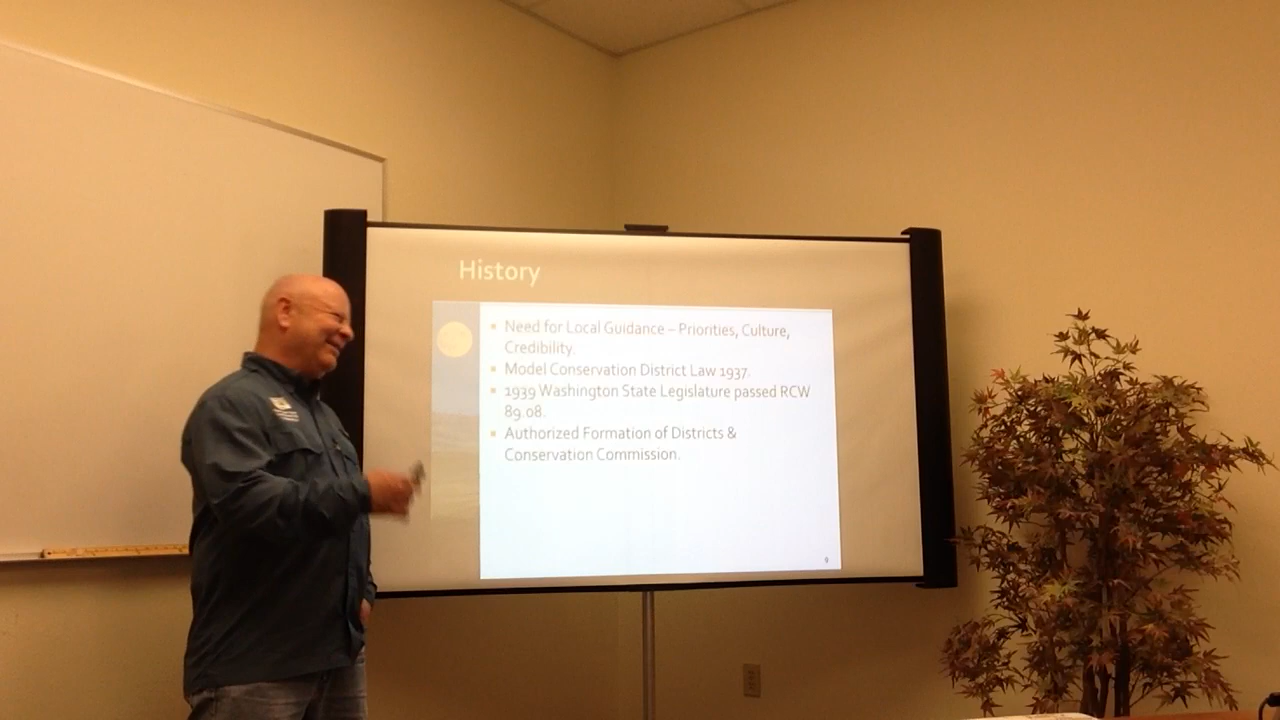 History
Need for Local Guidance – Priorities, Culture,
Credibility.
Model Conservation District Law 1937.
1939 Washington State Legislature passed RCW
89.08.
Authorized Formation of Districts &
Conservation Commission.